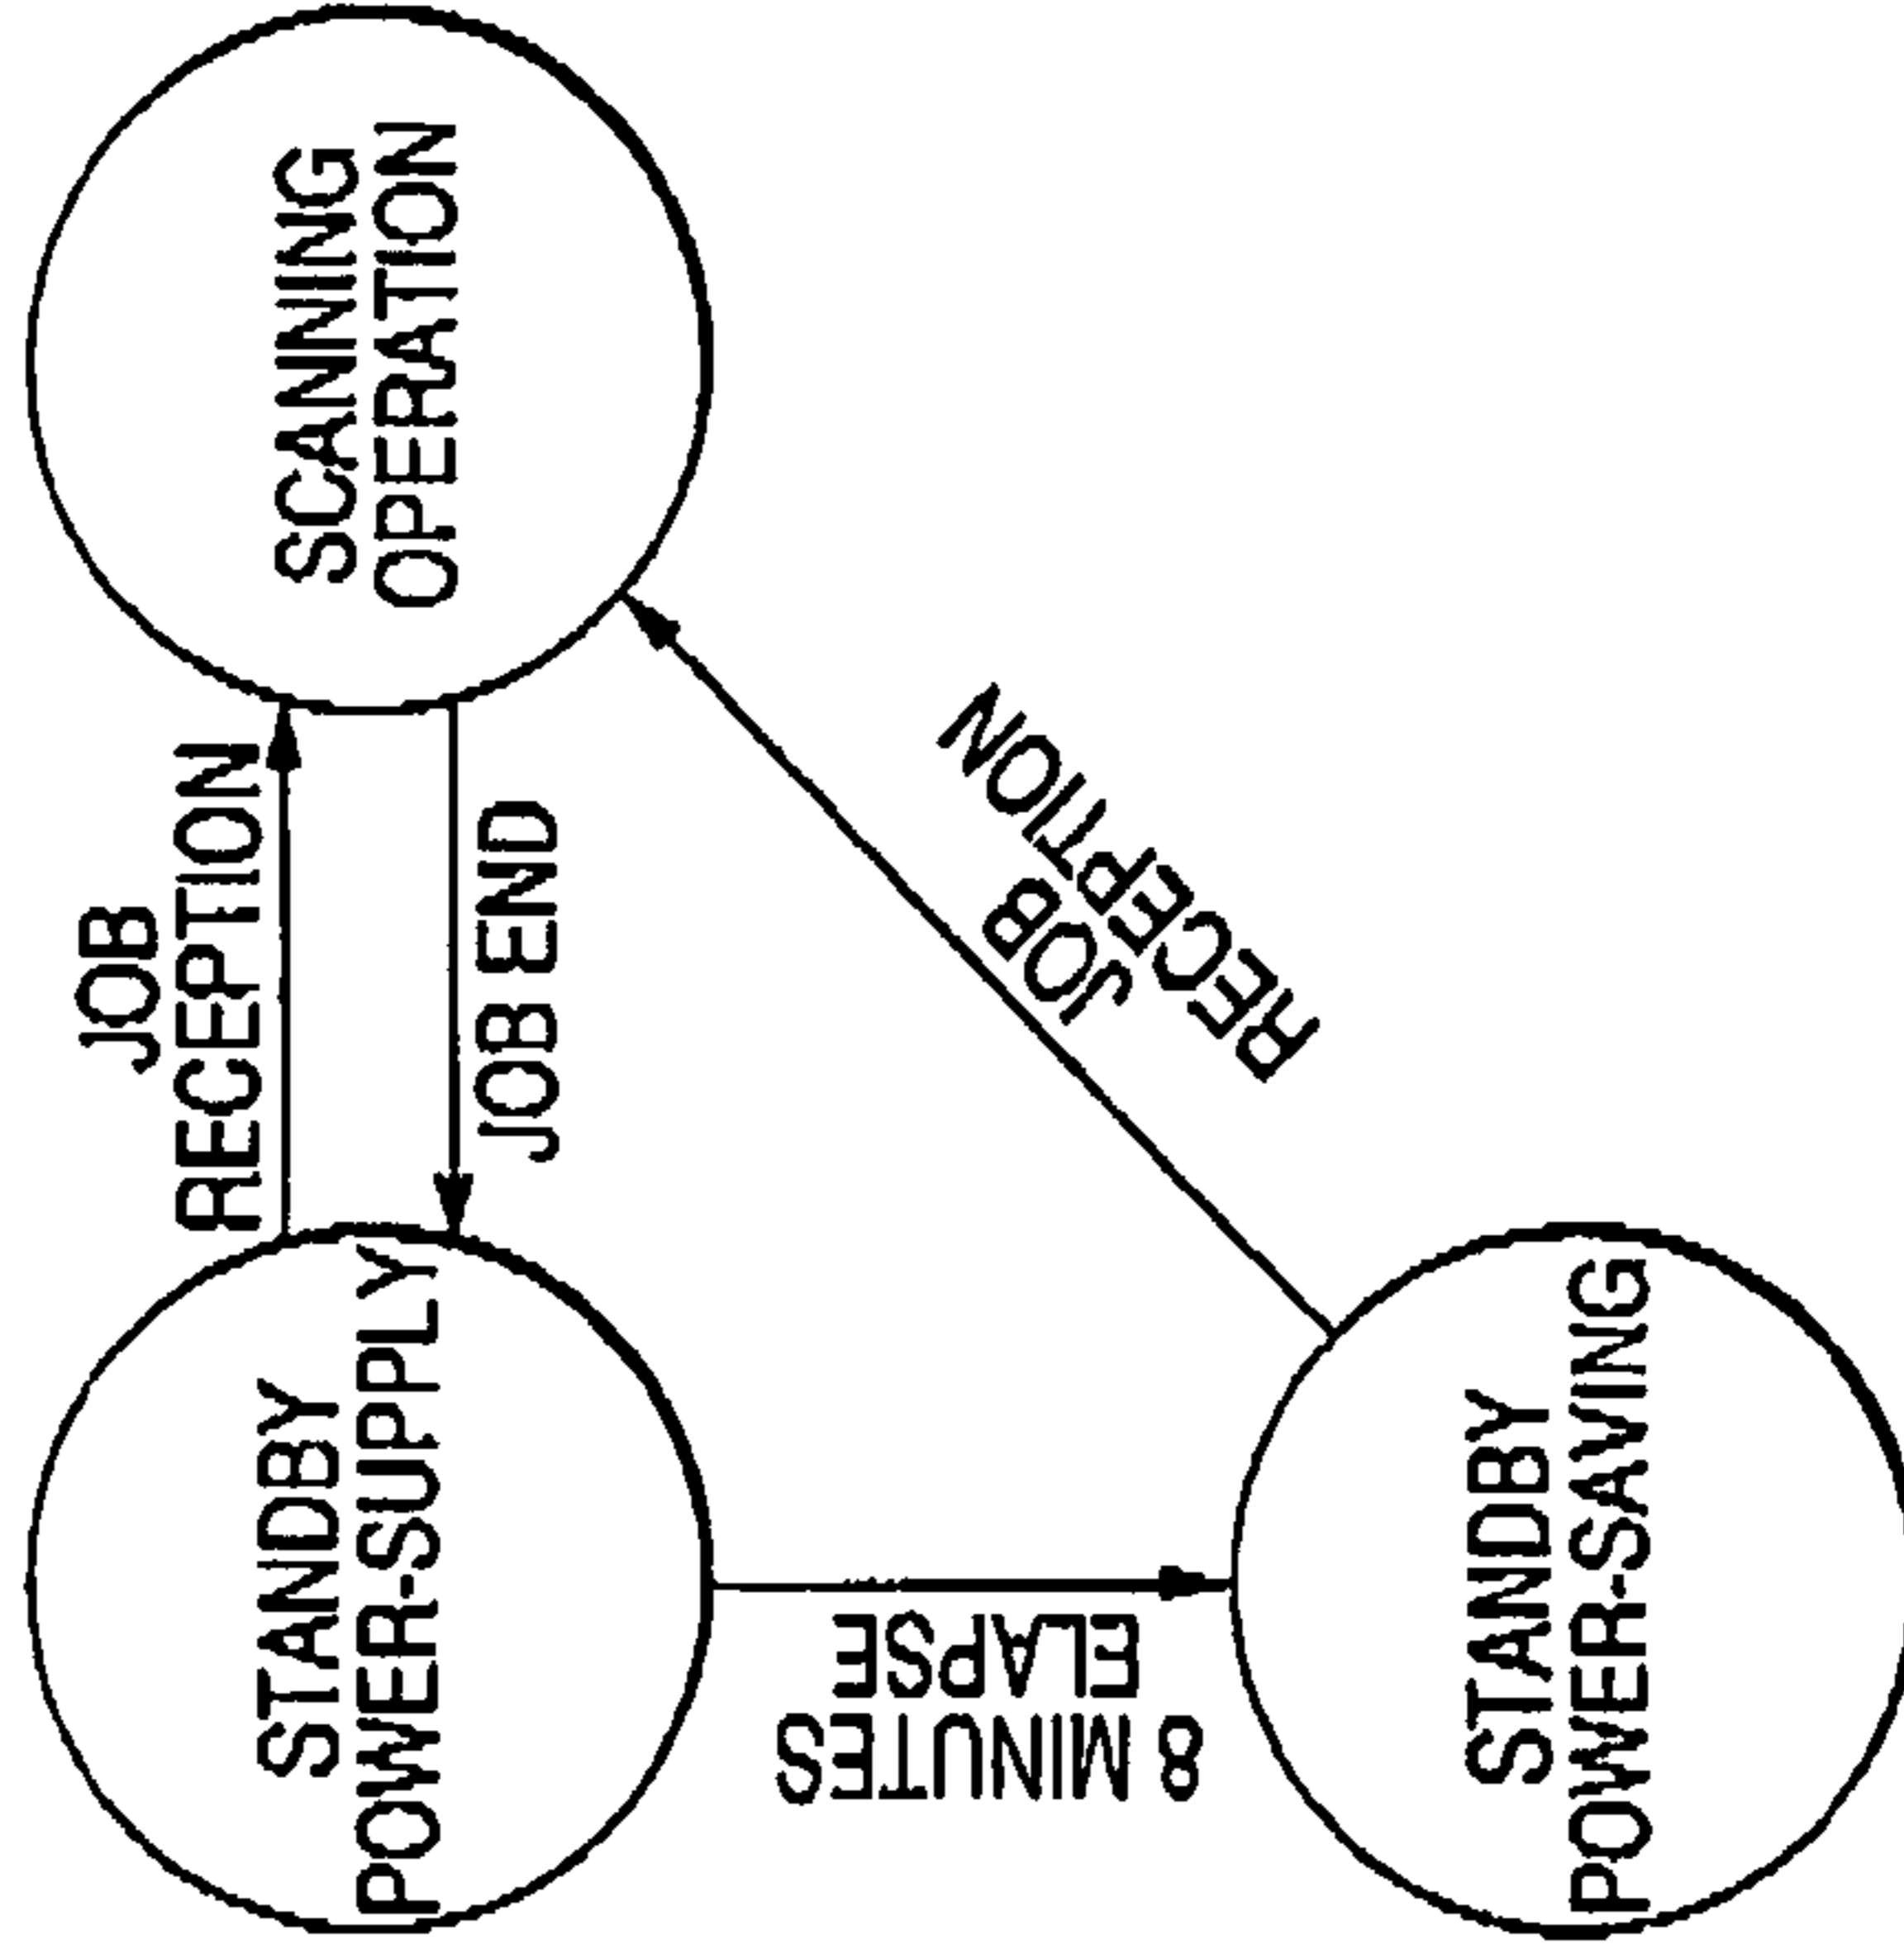 STANDBY
POWER-SUPPLY
JOB
RECEPTION
JOB END
SCANNING
OPERATION
8 MINUTES
ELAPSE
JOB
RECEPTION
STANDBY
POWER-SAVING